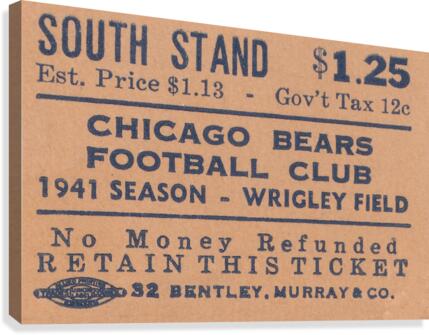 SOUTH STAND $1.25
Est. Price $1.13 - Gov't Tax 12c
CHICAGO BEARS
FOOTBALL CLUB
1941 SEASON - WRIGLEY FIELD
No Money Refunded
RETAIN THIS TICKET
32 BENTLEY, MURRAY & CO.